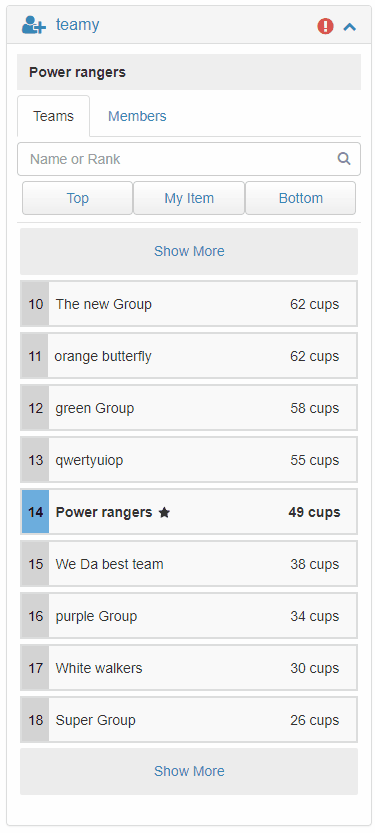 teamy
Power rangers
Teams Members
Name or Rank
Top My Item Bottom
Show More
10 The new Group 62 cups
11 orange butterfly 62 cups
12 green Group 58 cups
13 qwertyuiop 55 cups
14 Power rangers 49 cups
15 We Da best team 38 cups
16 purple Group 34 cups
17 White walkers 30 cups
18 Super Group 26 cups
Show More